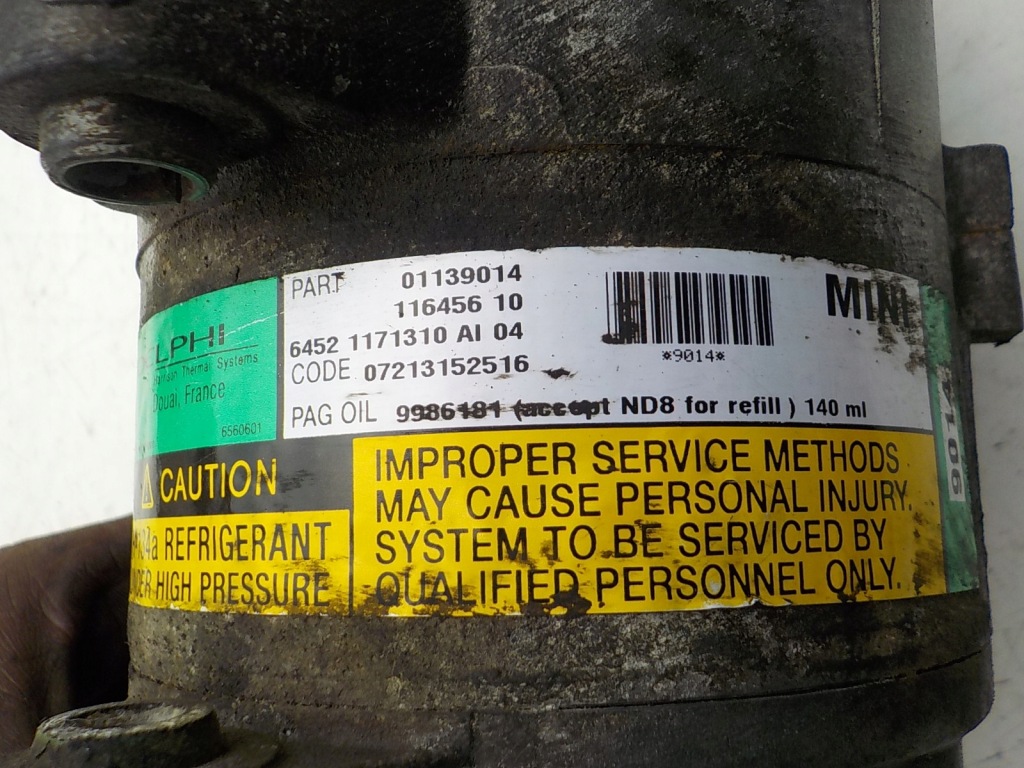 LPHI
Thermal Systems
Douai, France
6560601
PART 01139014
116456 10
6452 1171310 AI 04
CODE 07213152516
PAG OIL 9986181 (accept ND8 for refill ) 140 ml
*9014*
MINI
CAUTION
REFRIGERANT
HIGH PRESSURE
IMPROPER SERVICE METHODS
MAY CAUSE PERSONAL INJURY.
SYSTEM TO BE SERVICED BY
QUALIFIED PERSONNEL ONLY.